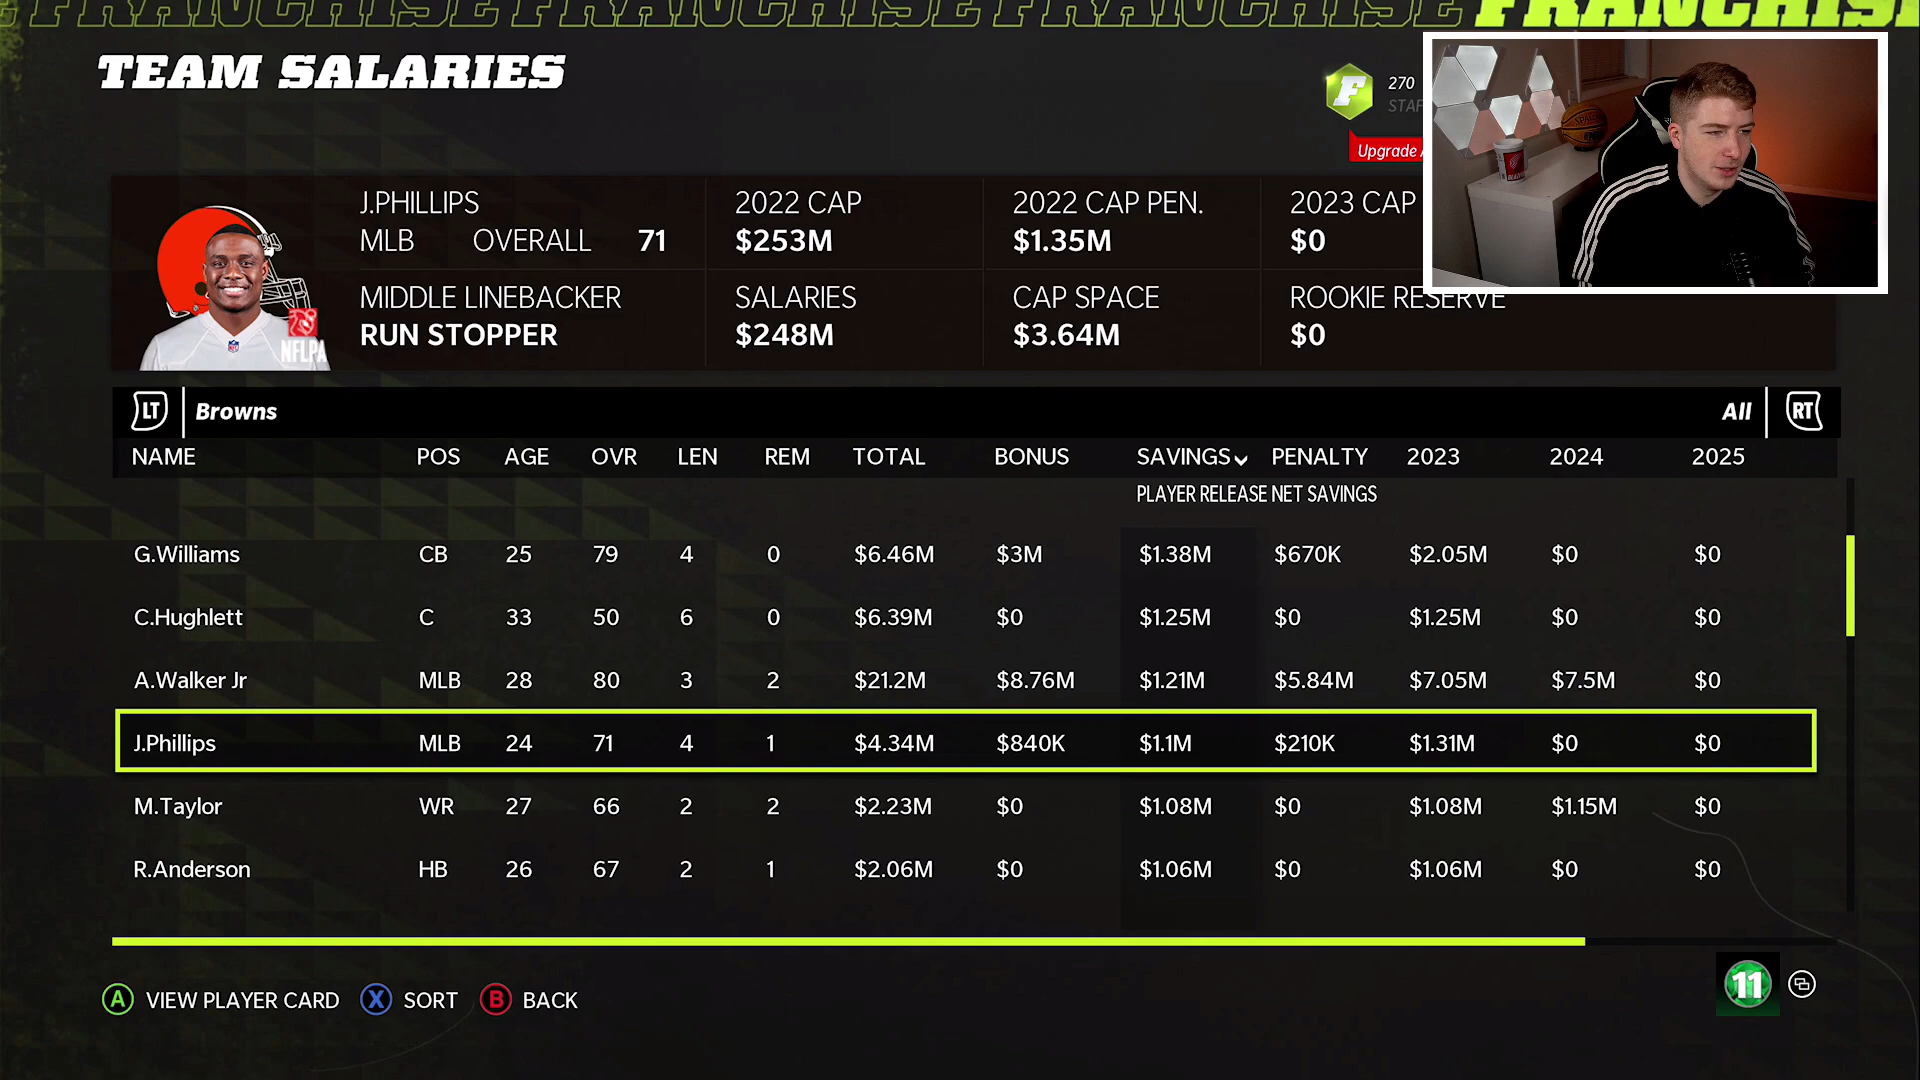 FRANCHISE FRANCHISE FRANCHISE FRANCHIS
TEAM SALARIES
F
270
STAF
Upgrade
J.PHILLIPS
MLB OVERALL 71
MIDDLE LINEBACKER
RUN STOPPER
2022 CAP
$253M
SALARIES
$248M
2022 CAP PEN.
$1.35M
CAP SPACE
$3.64M
2023 CAP
$0
ROOKIE RESERVE
$0
NFLPA
LT Browns All RT
NAME POS AGE OVR LEN REM TOTAL BONUS SAVINGS PENALTY 2023 2024 2025
PLAYER RELEASE NET SAVINGS
G.Williams CB 25 79 4 0 $6.46M $3M $1.38M $670K $2.05M $0 $0
C.Hughlett C 33 50 6 0 $6.39M $0 $1.25M $0 $1.25M $0 $0
A.Walker Jr MLB 28 80 3 2 $21.2M $8.76M $1.21M $5.84M $7.05M $7.5M $0
J.Phillips MLB 24 71 4 1 $4.34M $840K $1.1M $210K $1.31M $0 $0
M.Taylor WR 27 66 2 2 $2.23M $0 $1.08M $0 $1.08M $1.15M $0
R.Anderson HB 26 67 2 1 $2.06M $0 $1.06M $0 $1.06M $0 $0
A VIEW PLAYER CARD X SORT B BACK
11